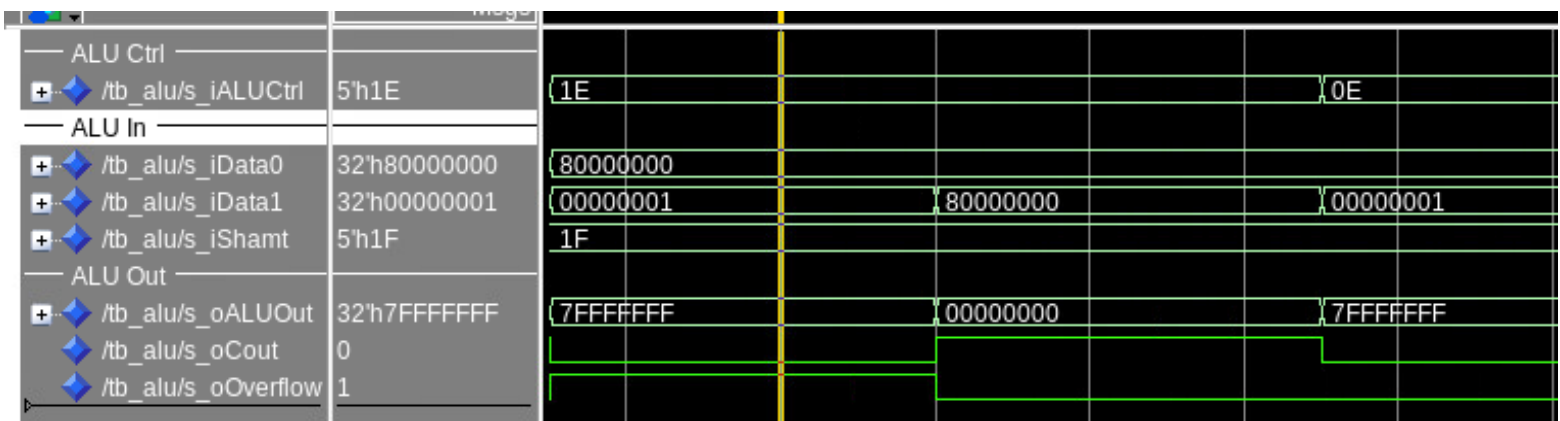 Msgs
ALU Ctrl
/tb_alu/s_iALUCtrl 5'h1E 1E 0E
ALU In
/tb_alu/s_iData0 32'h80000000 80000000
/tb_alu/s_iData1 32'h00000001 00000001 80000000 00000001
/tb_alu/s_iShamt 5'h1F 1F
ALU Out
/tb_alu/s_oALUOut 32'h7FFFFFFF 7FFFFFFF 00000000 7FFFFFFF
/tb_alu/s_oCout 0
/tb_alu/s_oOverflow 1